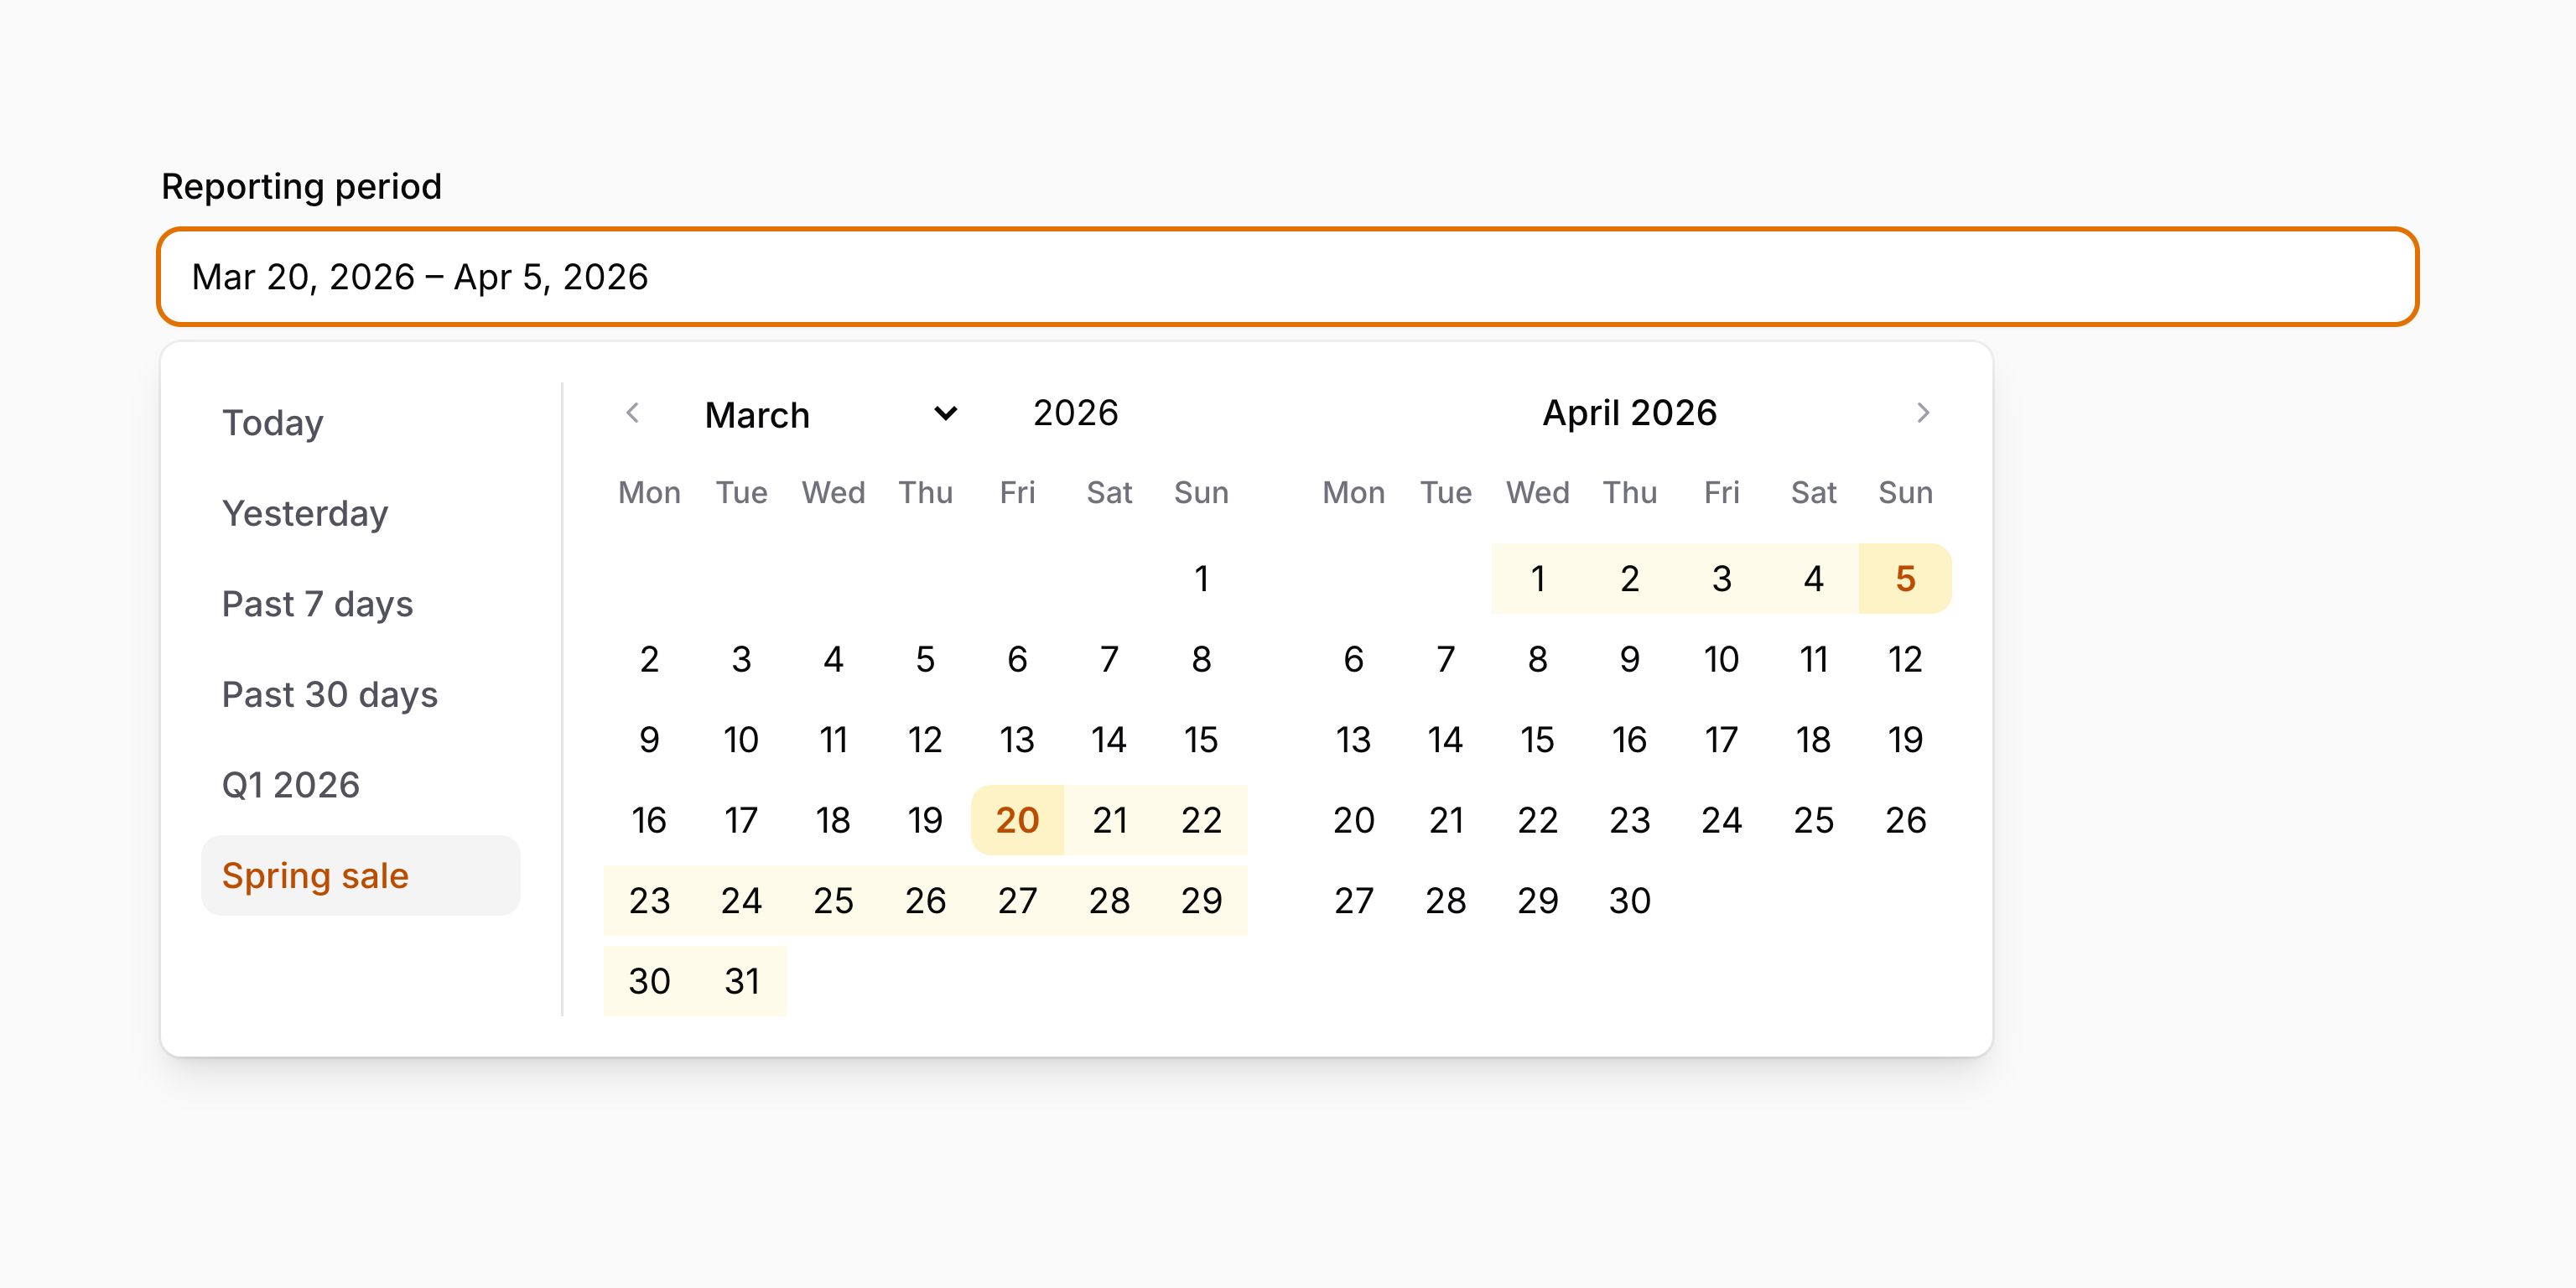 Reporting period
Mar 20, 2026 – Apr 5, 2026
Today
Yesterday
Past 7 days
Past 30 days
Q1 2026
Spring sale
March 2026
Mon Tue Wed Thu Fri Sat Sun
1
2 3 4 5 6 7 8
9 10 11 12 13 14 15
16 17 18 19 20 21 22
23 24 25 26 27 28 29
30 31
April 2026
Mon Tue Wed Thu Fri Sat Sun
1 2 3 4 5
6 7 8 9 10 11 12
13 14 15 16 17 18 19
20 21 22 23 24 25 26
27 28 29 30